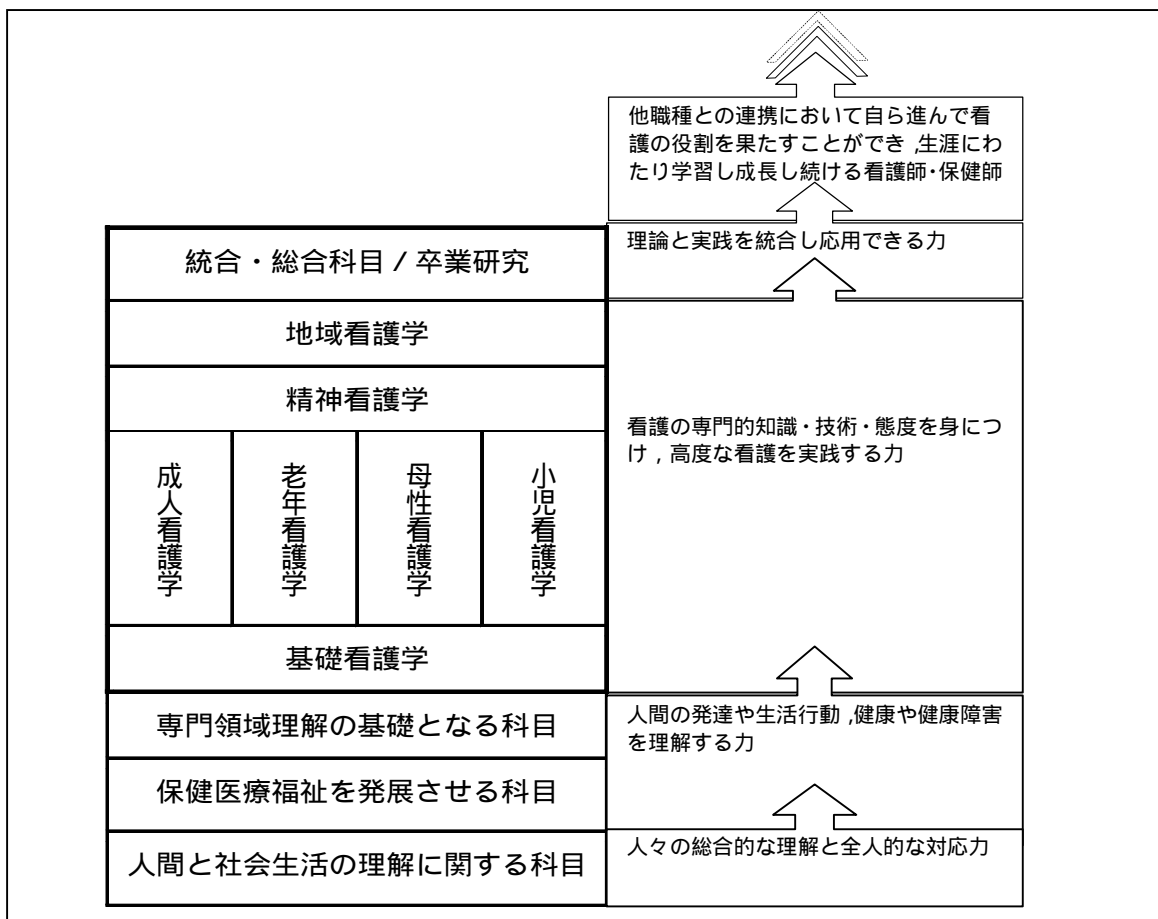 他職種との連携において自ら進んで看
護の役割を果たすことができ ,生涯にわ
たり学習し成長し続ける看護師・保健師
統合・総合科目 / 卒業研究
理論と実践を統合し応用できる力
地域看護学
精神看護学
成人看護学
老年看護学
母性看護学
小児看護学
看護の専門的知識・技術・態度を身につ
け , 高度な看護を実践する力
基礎看護学
専門領域理解の基礎となる科目
人間の発達や生活行動 ,健康や健康障害
を理解する力
保健医療福祉を発展させる科目
人間と社会生活の理解に関する科目
人々の総合的な理解と全人的な対応力